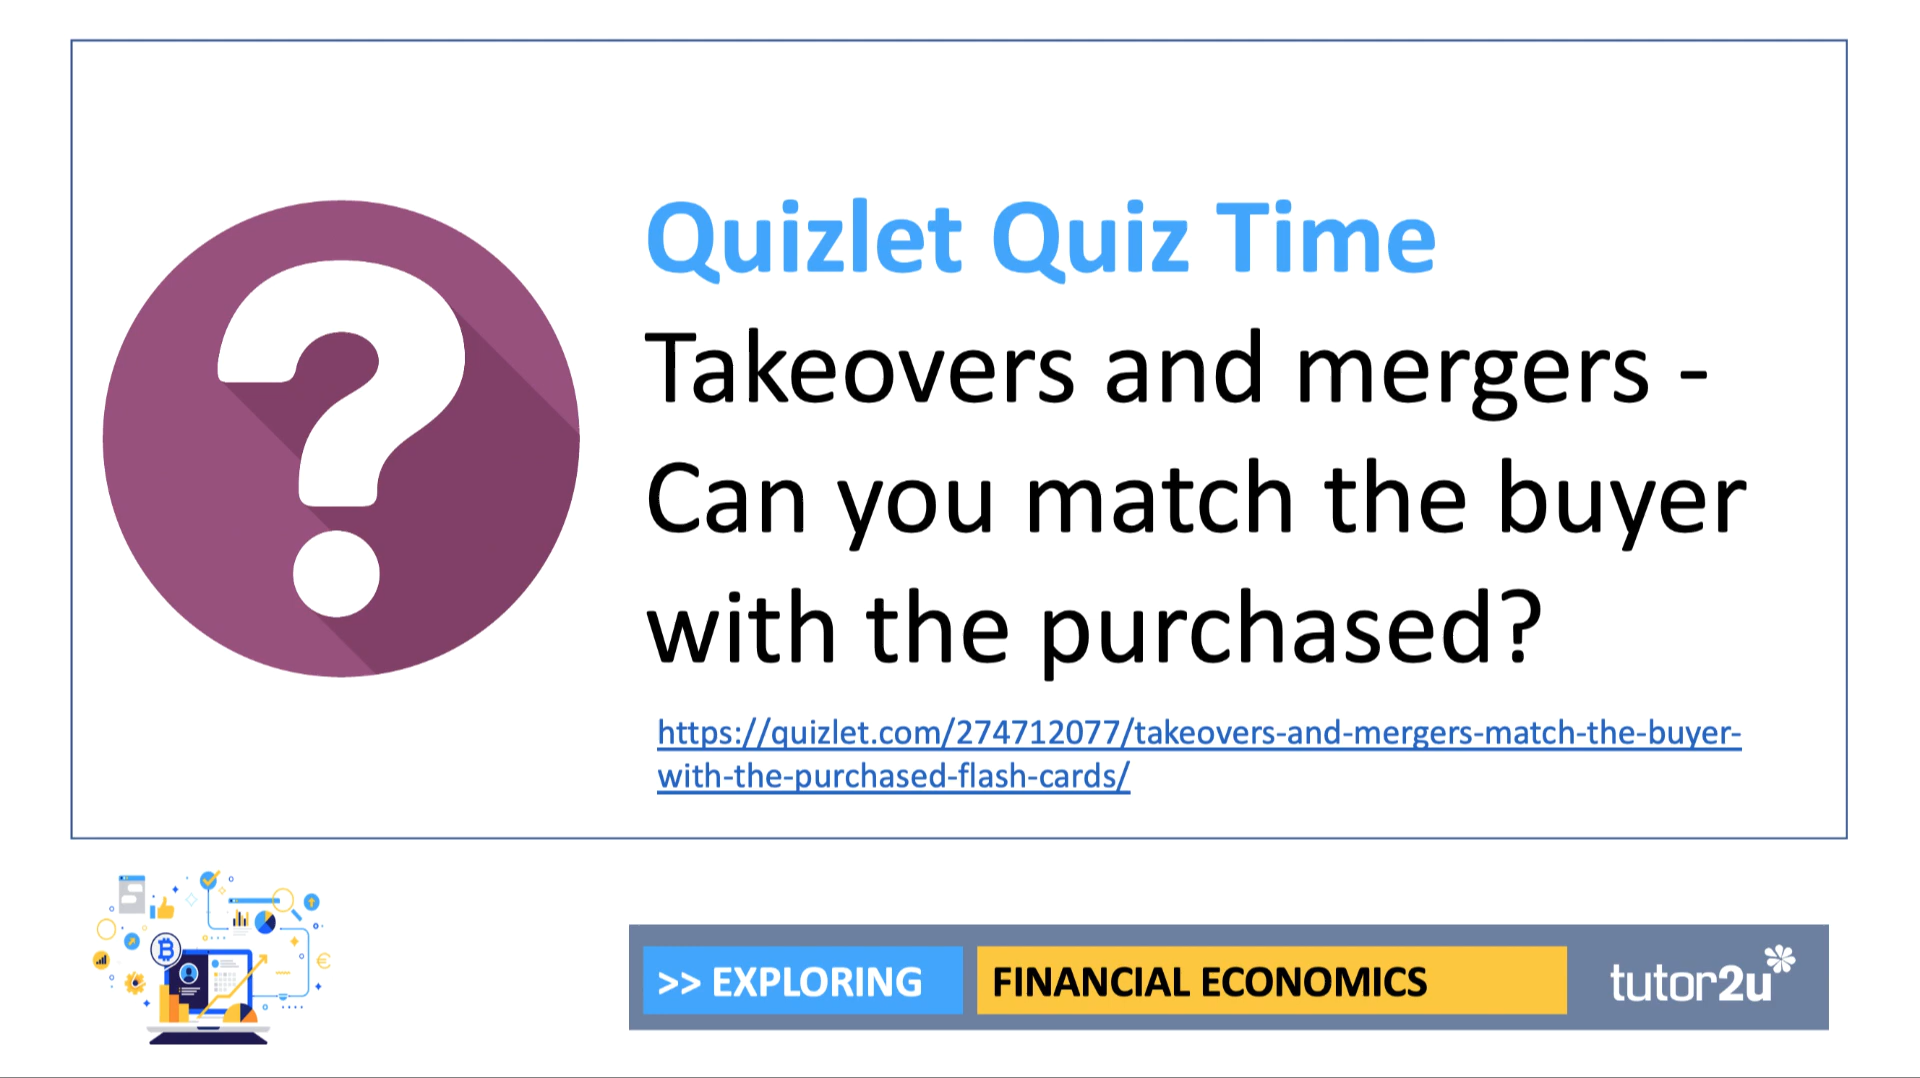 Quizlet Quiz Time
Takeovers and mergers -
Can you match the buyer
with the purchased?
https://quizlet.com/274712077/takeovers-and-mergers-match-the-buyer-
with-the-purchased-flash-cards/
>> EXPLORING FINANCIAL ECONOMICS tutor2u